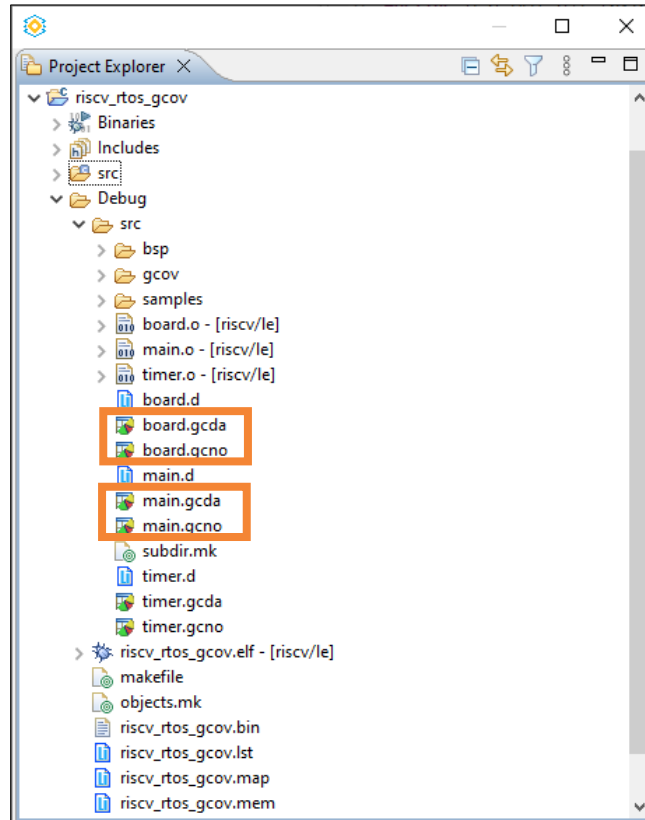 Project Explorer
riscv_rtos_gcov
Binaries
Includes
src
Debug
src
bsp
gcov
samples
board.o - [riscv/le]
main.o - [riscv/le]
timer.o - [riscv/le]
board.d
board.gcda
board.gcno
main.d
main.gcda
main.gcno
subdir.mk
timer.d
timer.gcda
timer.gcno
riscv_rtos_gcov.elf - [riscv/le]
makefile
objects.mk
riscv_rtos_gcov.bin
riscv_rtos_gcov.lst
riscv_rtos_gcov.map
riscv_rtos_gcov.mem